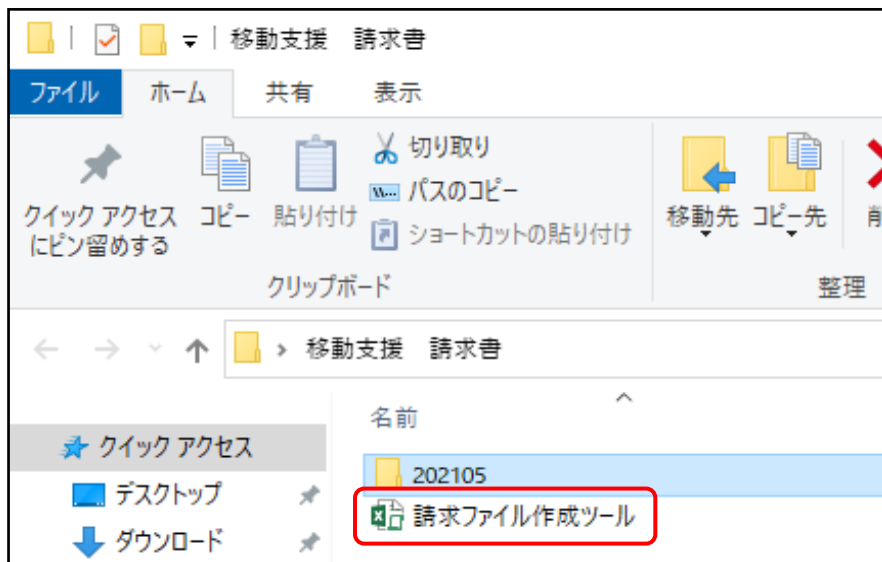 移動支援　請求書
ファイル ホーム 共有 表示
クイック アクセス
にピン留めする
コピー
貼り付け
切り取り
パスのコピー
ショートカットの貼り付け
クリップボード
移動先
コピー先
削
整理
移動支援　請求書
名前
クイック アクセス
デスクトップ
ダウンロード
202105
請求ファイル作成ツール